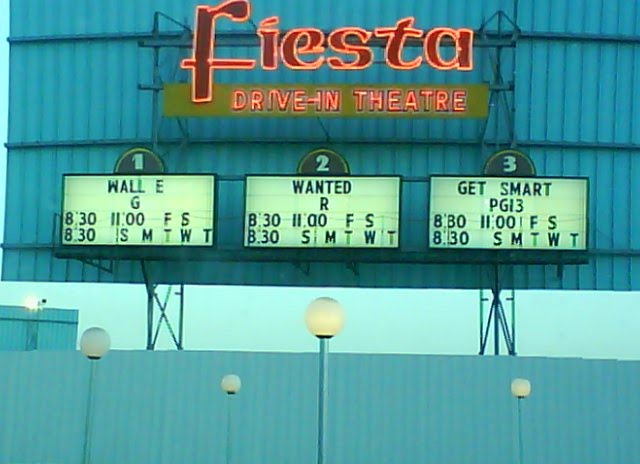 Fiesta
DRIVE-IN THEATRE
1
WALL E
G
8:30 11:00 F S
8:30 S M T W T
2
WANTED
R
8:30 11:00 F S
8:30 S M T W T
3
GET SMART
PG13
8:30 11:00 F S
8:30 S M T W T